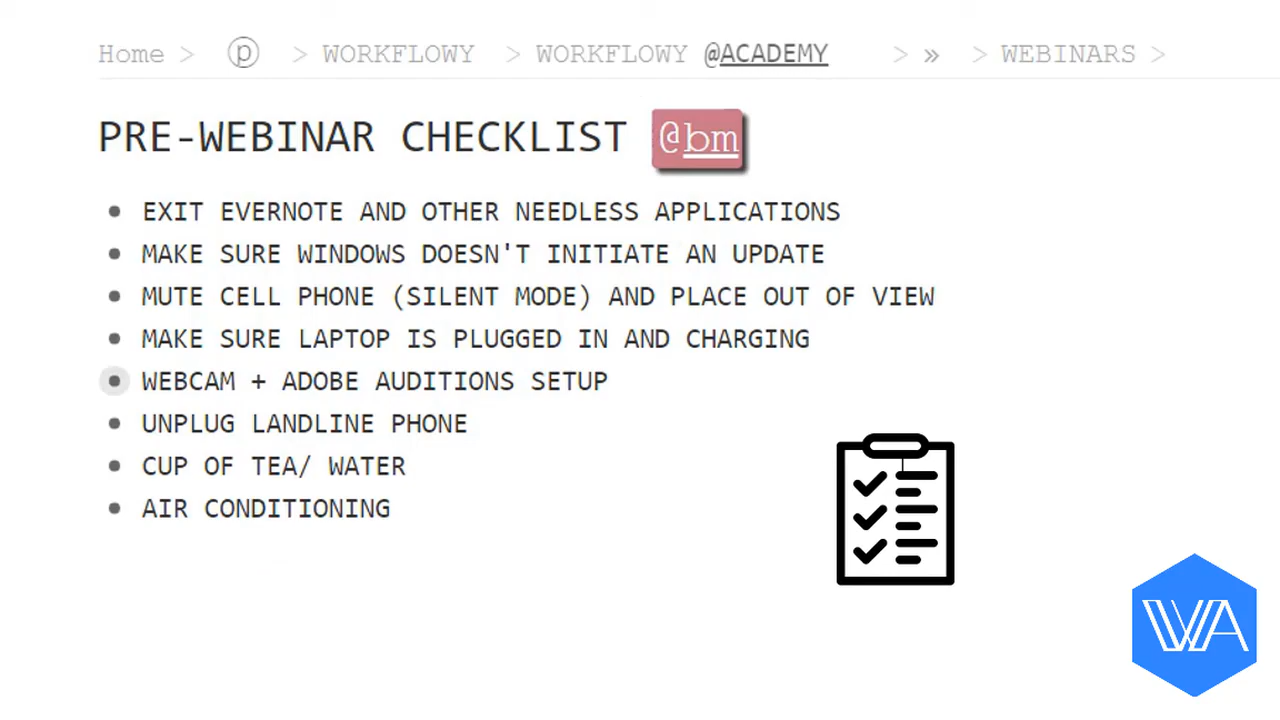 Home > ⓟ > WORKFLOWY > WORKFLOWY @ACADEMY > » > WEBINARS >
PRE-WEBINAR CHECKLIST @bm
• EXIT EVERNOTE AND OTHER NEEDLESS APPLICATIONS
• MAKE SURE WINDOWS DOESN'T INITIATE AN UPDATE
• MUTE CELL PHONE (SILENT MODE) AND PLACE OUT OF VIEW
• MAKE SURE LAPTOP IS PLUGGED IN AND CHARGING
• WEBCAM + ADOBE AUDITIONS SETUP
• UNPLUG LANDLINE PHONE
• CUP OF TEA/ WATER
• AIR CONDITIONING
WA